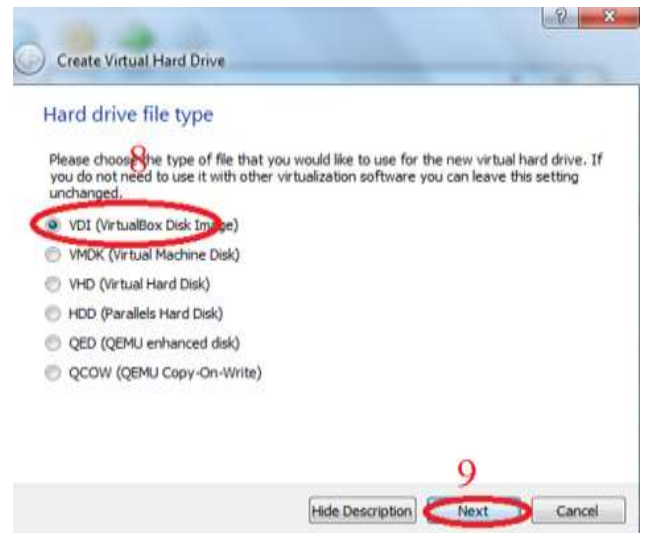 Create Virtual Hard Drive
Hard drive file type
8
Please choose the type of file that you would like to use for the new virtual hard drive. If
you do not need to use it with other virtualization software you can leave this setting
unchanged.
VDI (VirtualBox Disk Image)
VMDK (Virtual Machine Disk)
VHD (Virtual Hard Disk)
HDD (Parallels Hard Disk)
QED (QEMU enhanced disk)
QCOW (QEMU Copy-On-Write)
9
Hide Description Next Cancel